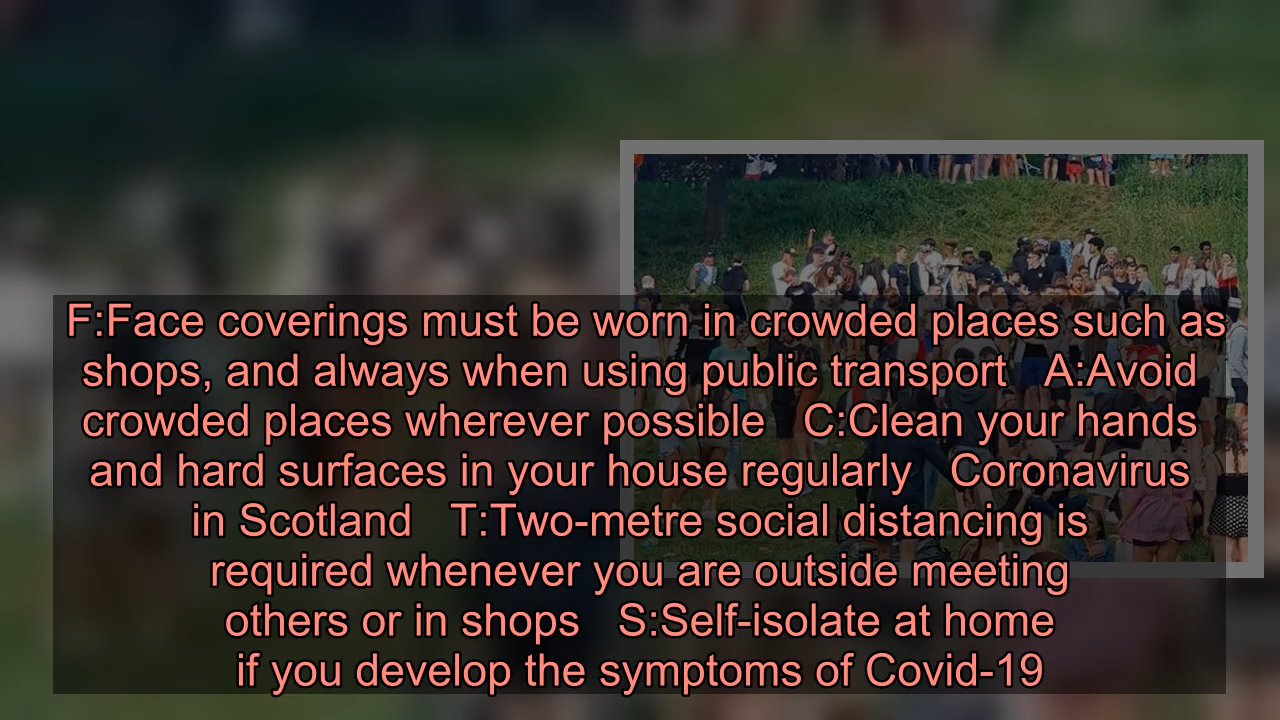 F:Face coverings must be worn in crowded places such as
shops, and always when using public transport A:Avoid
crowded places wherever possible C:Clean your hands
and hard surfaces in your house regularly Coronavirus
in Scotland T:Two-metre social distancing is
required whenever you are outside meeting
others or in shops S:Self-isolate at home
if you develop the symptoms of Covid-19